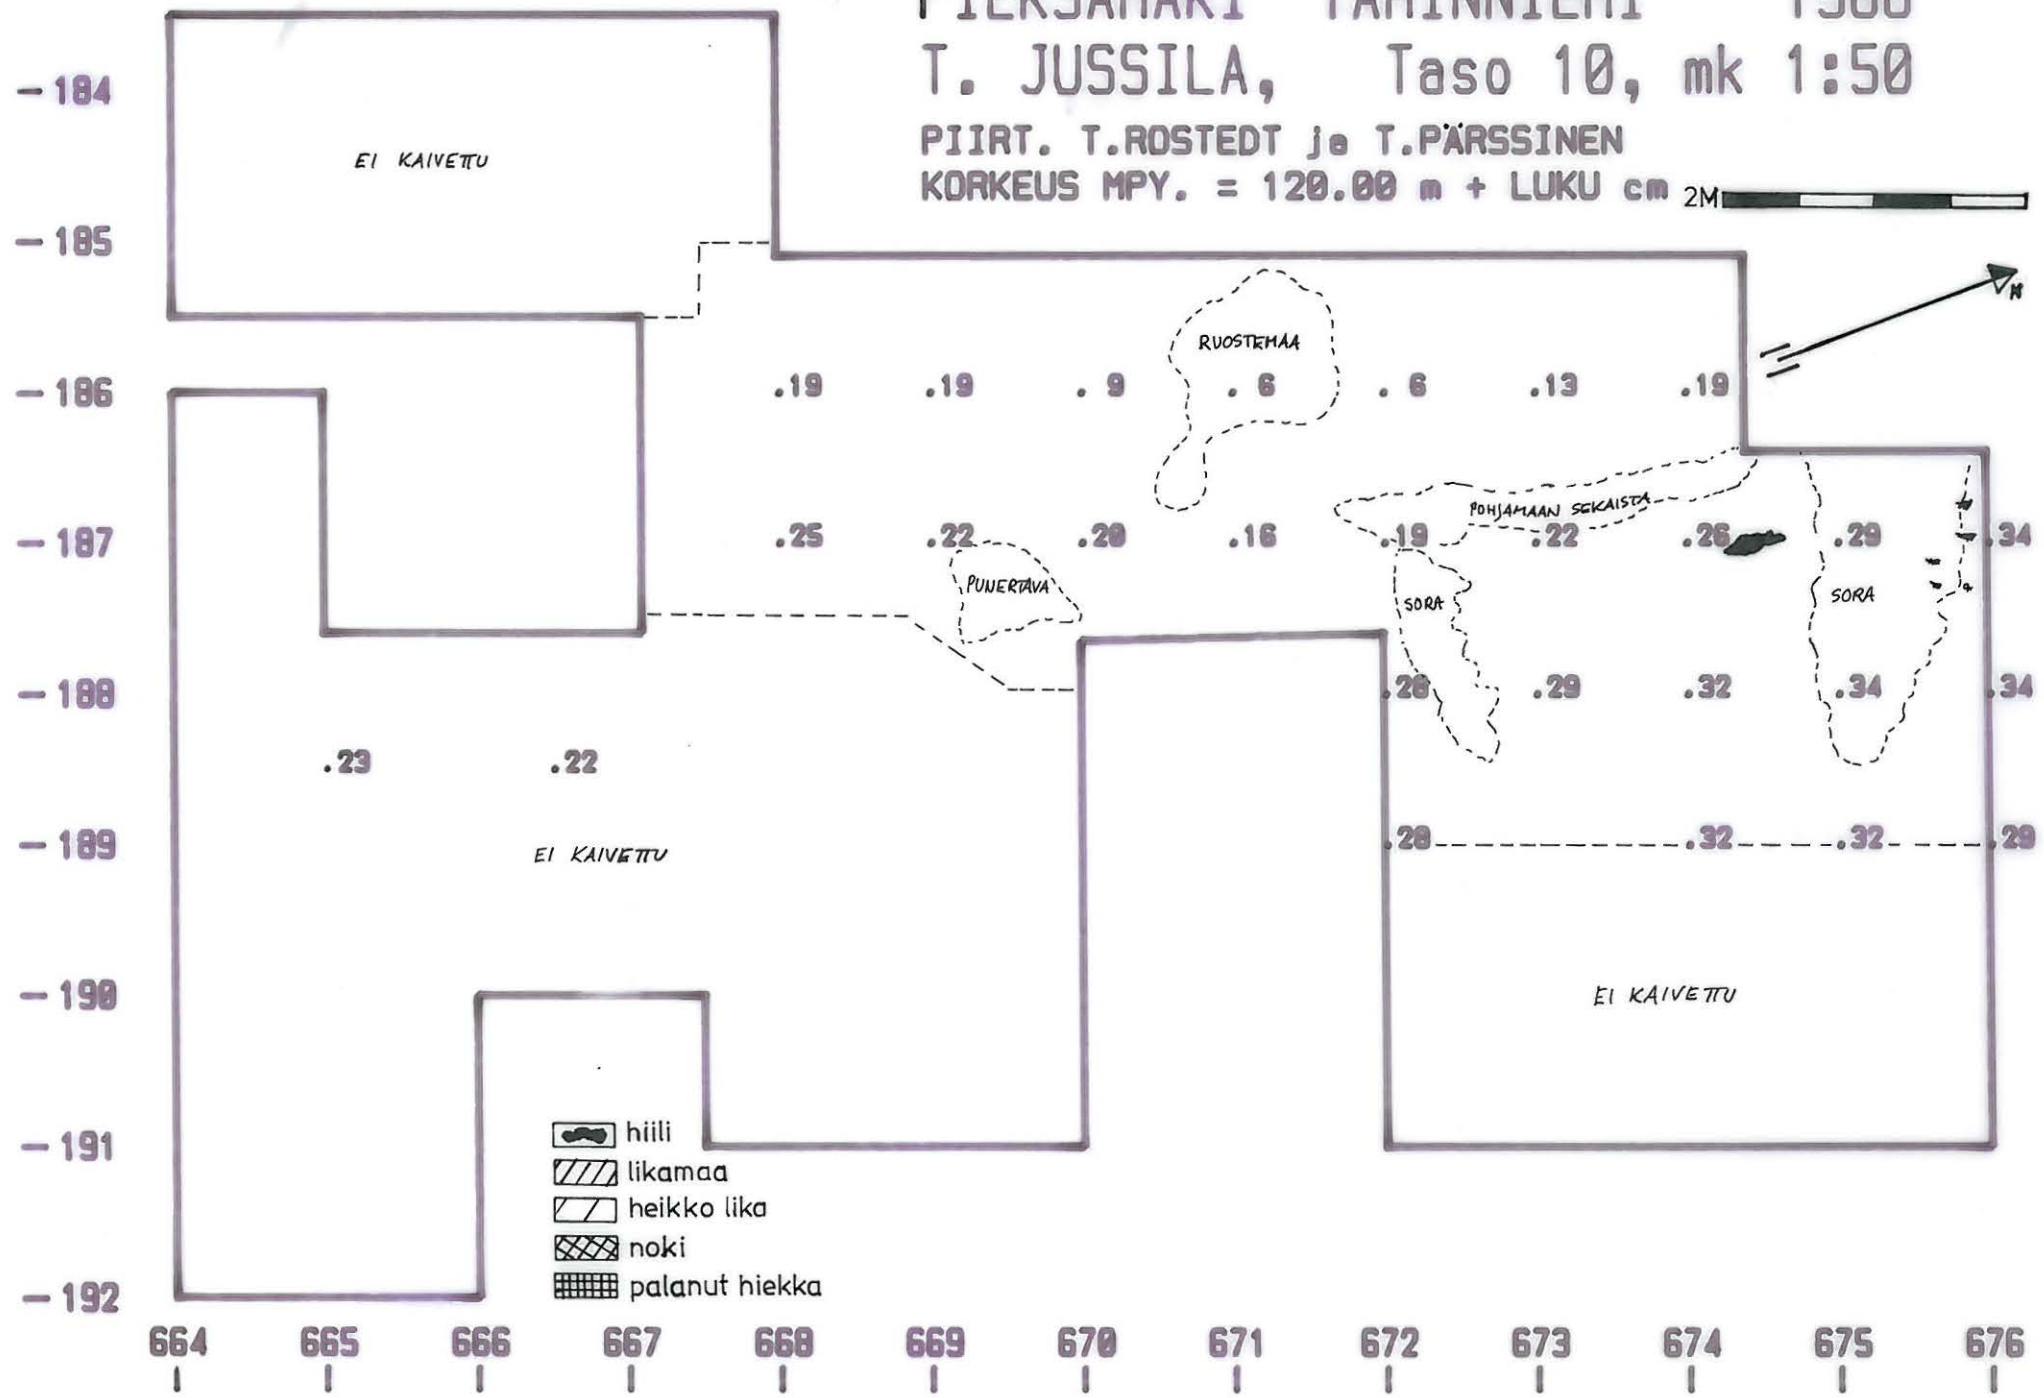 T. JUSSILA, Taso 10, mk 1:50
PIIRT. T.ROSTEDT ja T.PÄRSSINEN
KORKEUS MPY. = 120.00 m + LUKU cm
2M
N
- 184
EI KAIVETTU
- 185
RUOSTEMAA
- 186 .19 .19 . 9 . 6 . 6 .13 .19
POHJAMAAN SEKAISTA
- 187 .25 .22 .20 .16 .19 .22 .26 .29 .34
PUNERTAVA
SORA
SORA
- 188 .28 .29 .32 .34 .34
.23 .22
- 189 .28 .32 .32 .29
EI KAIVETTU
- 190
EI KAIVETTU
- 191
hiili
likamaa
heikko lika
noki
palanut hiekka
- 192
664 665 666 667 668 669 670 671 672 673 674 675 676